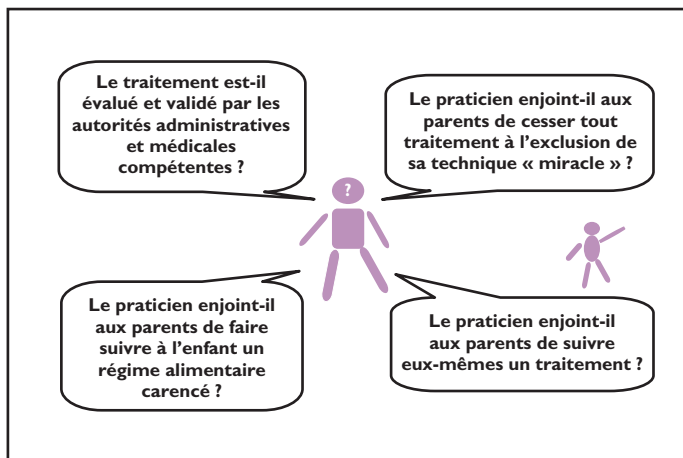 Le traitement est-il
évalué et validé par les
autorités administratives
et médicales
compétentes ?
Le praticien enjoint-il aux
parents de cesser tout
traitement à l’exclusion de
sa technique « miracle » ?
?
Le praticien enjoint-il
aux parents de faire
suivre à l’enfant un
régime alimentaire
carencé ?
Le praticien enjoint-il
aux parents de suivre
eux-mêmes un traitement ?